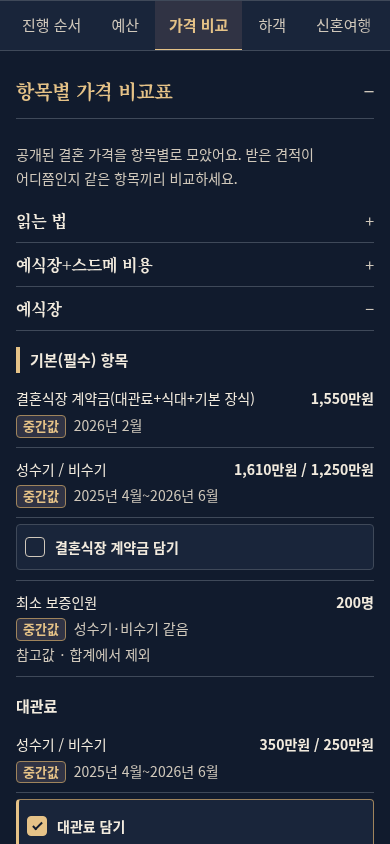 진행 순서 예산 가격 비교 하객 신혼여행
항목별 가격 비교표 −
공개된 결혼 가격을 항목별로 모았어요. 받은 견적이
어디쯤인지 같은 항목끼리 비교하세요.
읽는 법 +
예식장+스드메 비용 +
예식장 −
기본(필수) 항목
결혼식장 계약금(대관료+식대+기본 장식) 1,550만원
중간값 2026년 2월
성수기 / 비수기 1,610만원 / 1,250만원
중간값 2025년 4월~2026년 6월
결혼식장 계약금 담기
최소 보증인원 200명
중간값 성수기·비수기 같음
참고값 · 합계에서 제외
대관료
성수기 / 비수기 350만원 / 250만원
중간값 2025년 4월~2026년 6월
대관료 담기